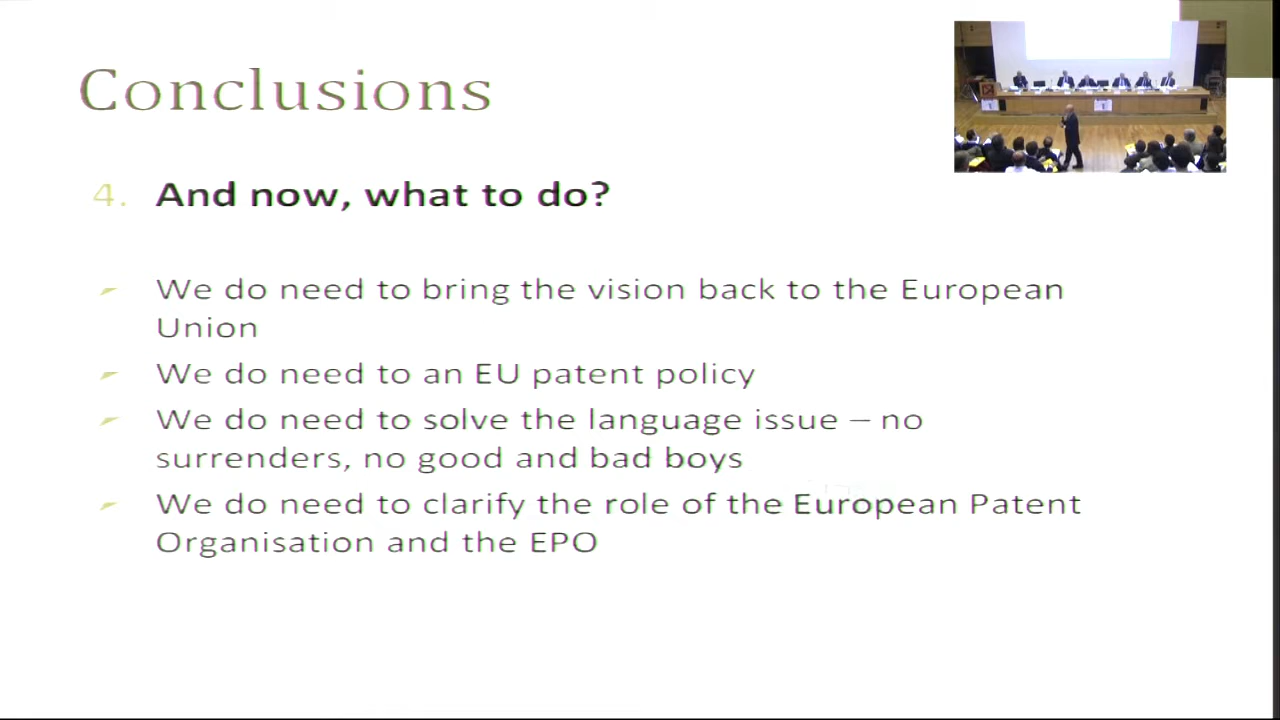 Conclusions
4. And now, what to do?
We do need to bring the vision back to the European
Union
We do need to an EU patent policy
We do need to solve the language issue – no
surrenders, no good and bad boys
We do need to clarify the role of the European Patent
Organisation and the EPO